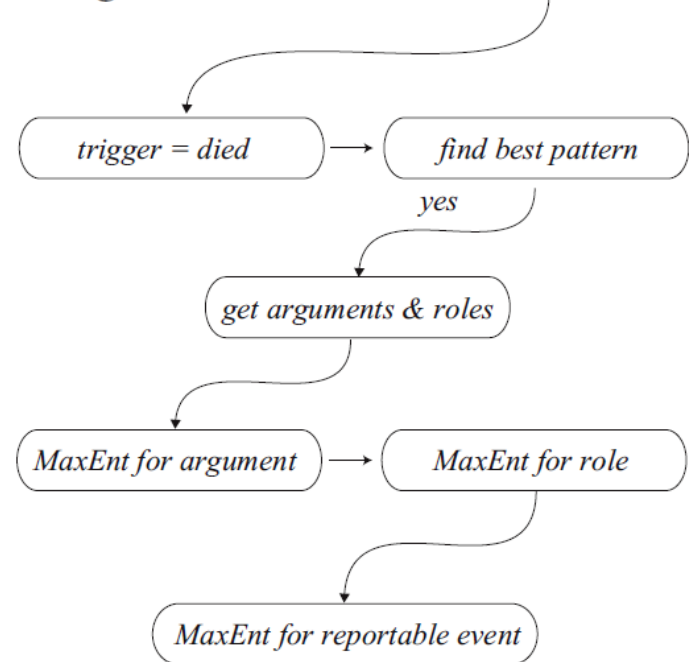 trigger = died
find best pattern
yes
get arguments & roles
MaxEnt for argument
MaxEnt for role
MaxEnt for reportable event